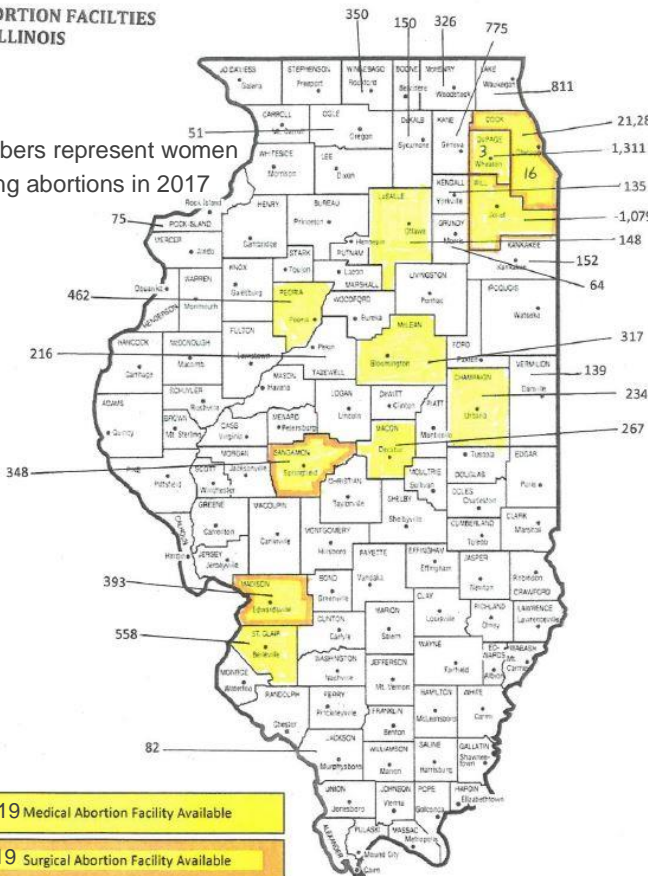 ORTION FACILTIES
LLINOIS
bers represent women
ng abortions in 2017
350
150
326
775
811
21,28
1,311
135
-1,079
148
152
64
51
75
462
216
348
393
558
82
317
139
234
267
3
16
JO DAVIESS
Galena
STEPHENSON
Freeport
WINNEBAGO
Rockford
BOONE
Belvidere
McHENRY
Woodstock
LAKE
Waukegan
CARROLL
Mt. Carroll
OGLE
Oregon
DeKALB
Sycamore
KANE
Geneva
COOK
DuPAGE
Wheaton
WHITESIDE
Morrison
LEE
Dixon
KENDALL
Yorkville
WILL
Joliet
Rock Island
ROCK ISLAND
HENRY
Cambridge
BUREAU
Princeton
LaSALLE
Ottawa
GRUNDY
Morris
KANKAKEE
Kankakee
MERCER
Aledo
PUTNAM
Hennepin
STARK
Toulon
MARSHALL
Lacon
LIVINGSTON
Pontiac
IROQUOIS
Watseka
HENDERSON
Oquawka
WARREN
Monmouth
KNOX
Galesburg
PEORIA
Peoria
WOODFORD
Eureka
McLEAN
Bloomington
FORD
Paxton
VERMILION
Danville
HANCOCK
Carthage
McDONOUGH
Macomb
FULTON
Lewistown
TAZEWELL
Pekin
MASON
Havana
LOGAN
Lincoln
DeWITT
Clinton
PIATT
Monticello
CHAMPAIGN
Urbana
ADAMS
Quincy
SCHUYLER
Rushville
BROWN
Mt. Sterling
CASS
Virginia
MENARD
Petersburg
SANGAMON
Springfield
MACON
Decatur
MOULTRIE
Sullivan
DOUGLAS
Tuscola
EDGAR
Paris
PIKE
Pittsfield
SCOTT
Winchester
MORGAN
Jacksonville
CHRISTIAN
Taylorville
SHELBY
Shelbyville
COLES
Charleston
CLARK
Marshall
CALHOUN
Hardin
GREENE
Carrollton
MACOUPIN
Carlinville
MONTGOMERY
Hillsboro
CUMBERLAND
Toledo
JERSEY
Jerseyville
FAYETTE
Vandalia
EFFINGHAM
Effingham
JASPER
Newton
Robinson
CRAWFORD
MADISON
Edwardsville
BOND
Greenville
CLAY
Louisville
RICHLAND
Olney
LAWRENCE
Lawrenceville
ST. CLAIR
Belleville
CLINTON
Carlyle
MARION
Salem
WAYNE
Fairfield
ED-
WARDS
Albion
WABASH
Mt.
Carmel
MONROE
Waterloo
WASHINGTON
Nashville
JEFFERSON
Mt. Vernon
RANDOLPH
Chester
PERRY
Pinckneyville
HAMILTON
McLeansboro
WHITE
Carmi
FRANKLIN
Benton
JACKSON
Murphysboro
WILLIAMSON
Marion
SALINE
Harrisburg
GALLATIN
Shawnee-
town
UNION
Jonesboro
JOHNSON
Vienna
POPE
Golconda
HARDIN
Elizabethtown
ALEXANDER
PULASKI
Mound City
MASSAC
Metropolis
Cairo
19 Medical Abortion Facility Available
19 Surgical Abortion Facility Available